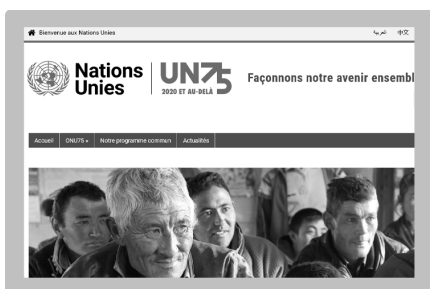 Bienvenue aux Nations Unies
العربية 中文
Nations
Unies
UN75
2020 ET AU-DELÀ
Façonnons notre avenir ensembl
Accueil ONU75 » Notre programme commun Actualités